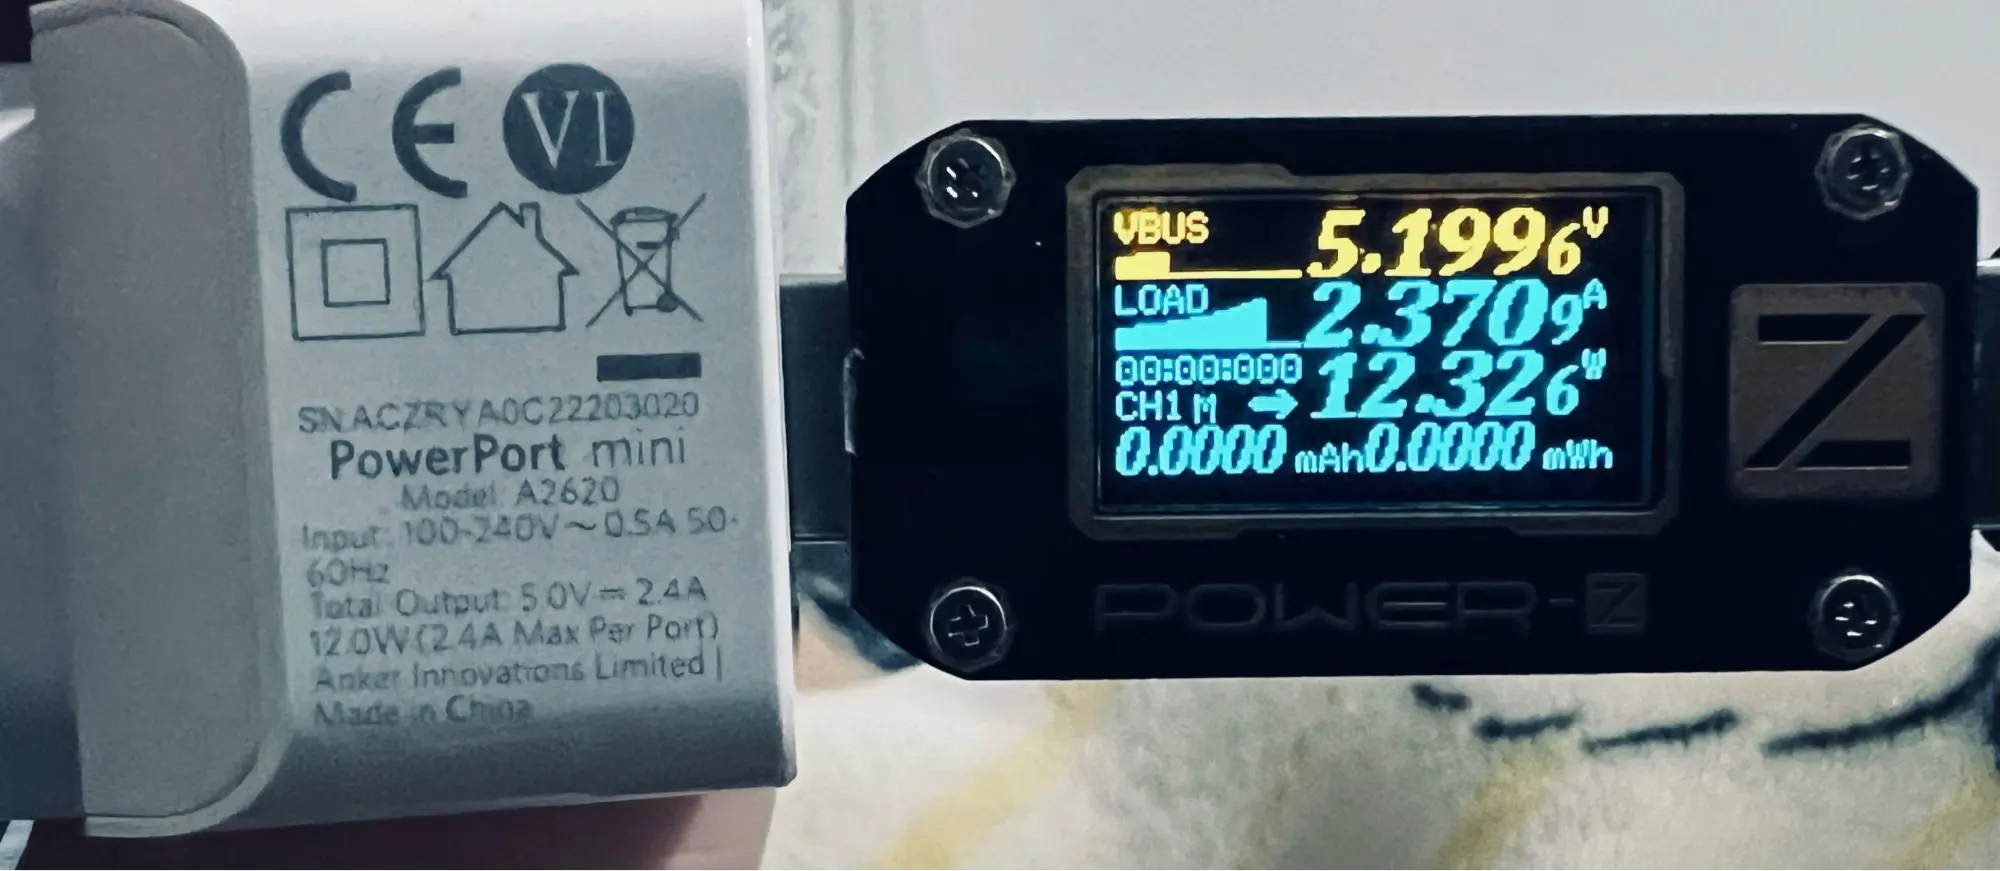 CE VI
SN ACZRYA0C22203020
PowerPort mini
Model: A2620
Input: 100-240V~0.5A 50-
60Hz
Total Output: 5.0V⎓2.4A
12.0W (2.4A Max Per Port)
Anker Innovations Limited |
Made in China
VBUS 5.1996V
LOAD 2.3709A
00:00:000 12.326W
CH1 M →
0.0000 mAh 0.0000 mWh
Z
POWER-Z